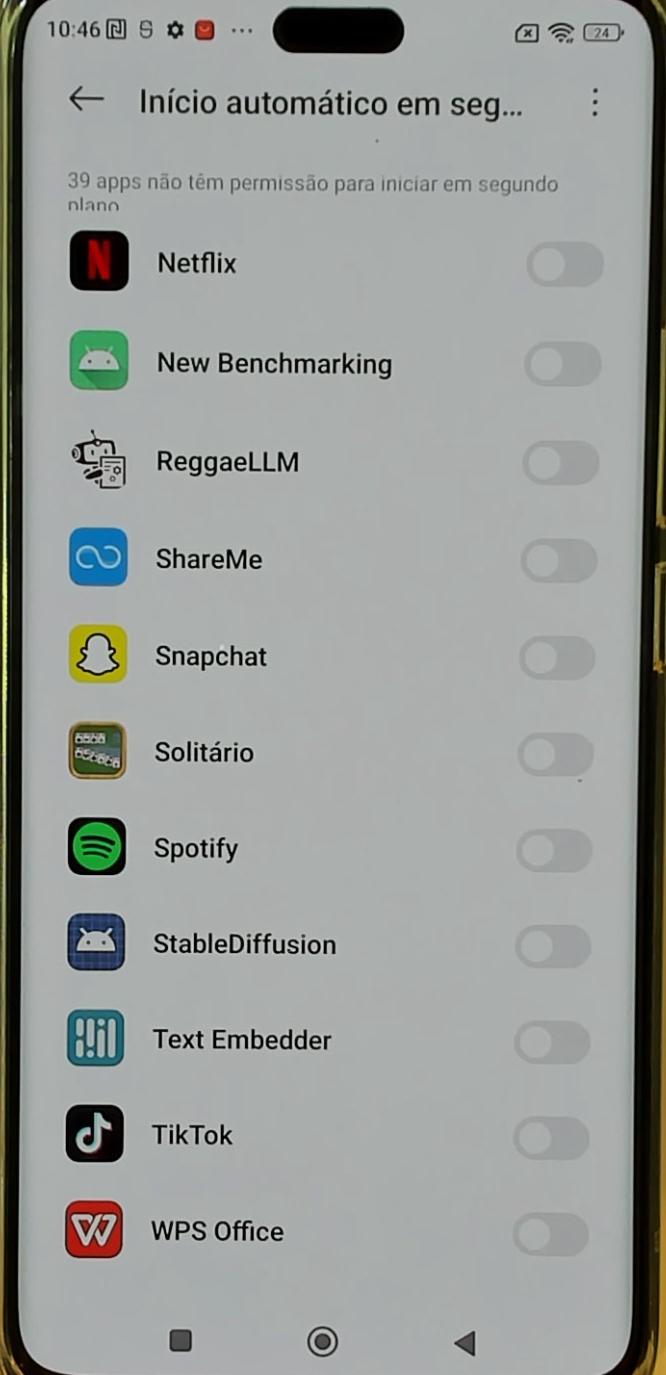 10:46 24
Início automático em seg...
39 apps não têm permissão para iniciar em segundo
plano
Netflix
New Benchmarking
ReggaeLLM
ShareMe
Snapchat
Solitário
Spotify
StableDiffusion
Text Embedder
TikTok
WPS Office